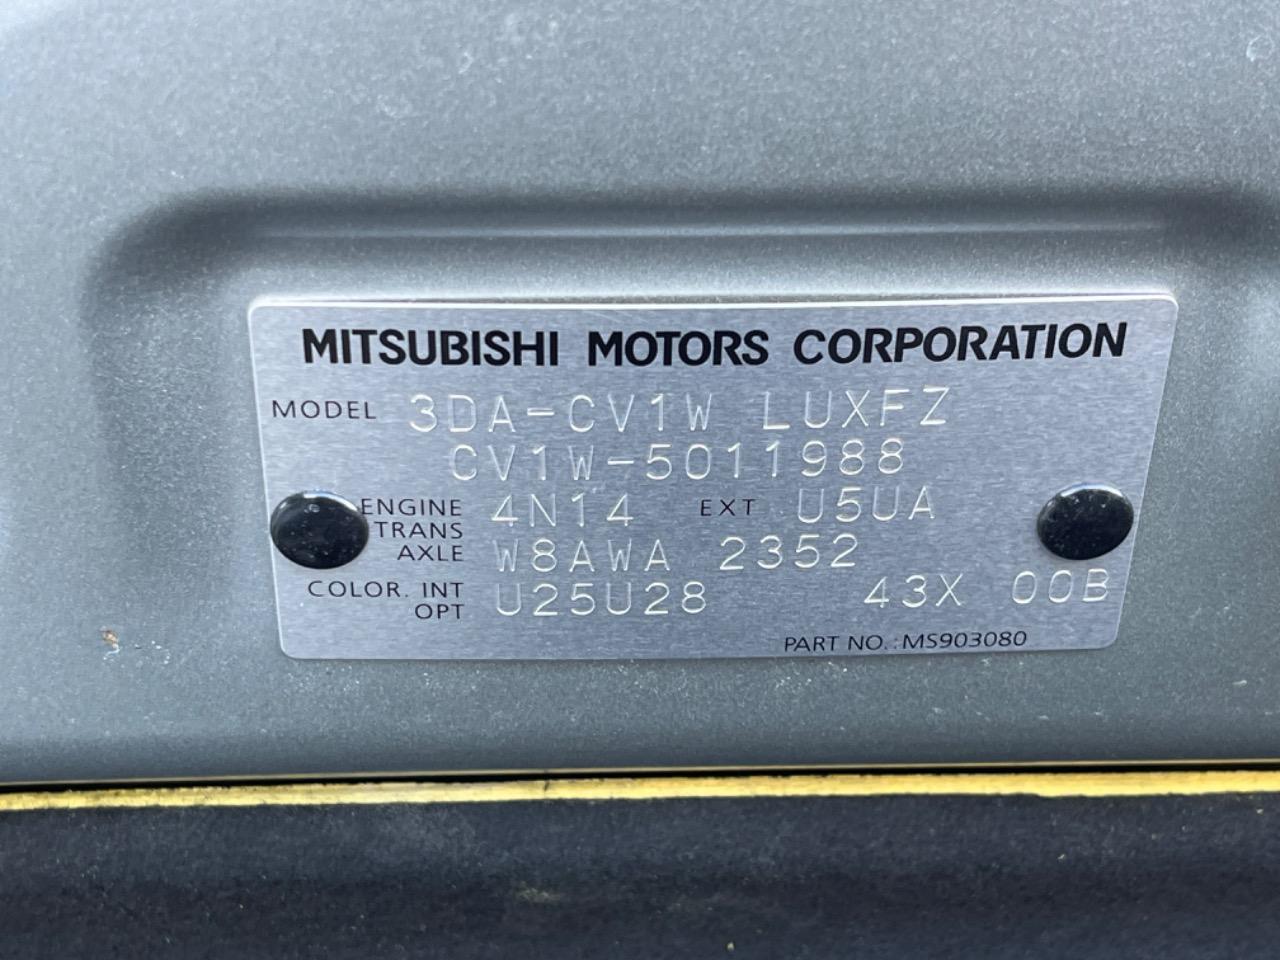 MITSUBISHI MOTORS CORPORATION
MODEL 3DA-CV1W LUXFZ
CV1W-5011988
ENGINE 4N14 EXT U5UA
TRANS
AXLE W8AWA 2352
COLOR. INT
OPT U25U28 43X 00B
PART NO.:MS903080